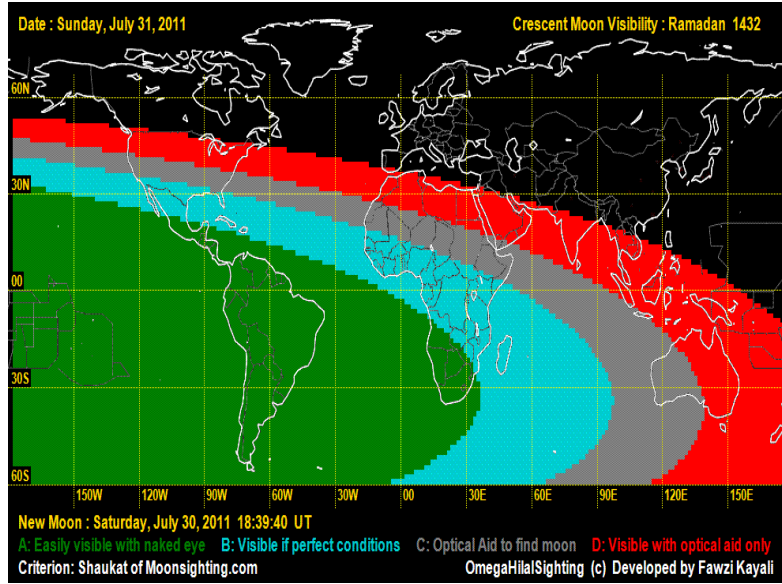 Date : Sunday, July 31, 2011 Crescent Moon Visibility : Ramadan 1432
60N
30N
00
30S
60S
150W 120W 90W 60W 30W 00 30E 60E 90E 120E 150E
New Moon : Saturday, July 30, 2011 18:39:40 UT
A: Easily visible with naked eye B: Visible if perfect conditions C: Optical Aid to find moon D: Visible with optical aid only
Criterion: Shaukat of Moonsighting.com OmegaHilalSighting (c) Developed by Fawzi Kayali